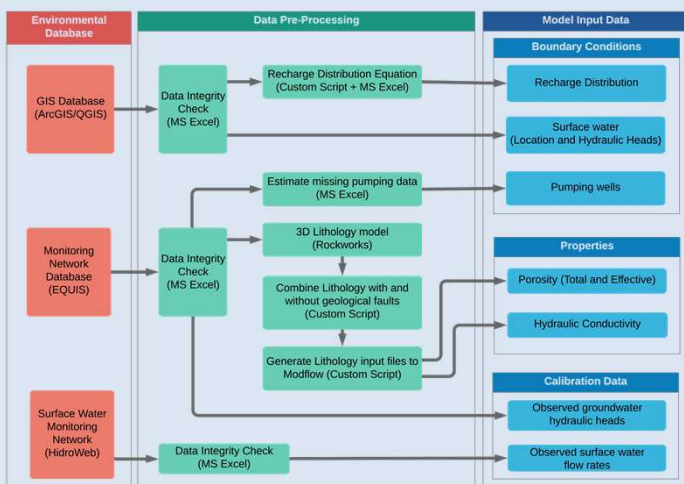 Environmental
Database
Data Pre-Processing
Model Input Data
GIS Database
(ArcGIS/QGIS)
Data Integrity
Check
(MS Excel)
Recharge Distribution Equation
(Custom Script + MS Excel)
Boundary Conditions
Recharge Distribution
Surface water
(Location and Hydraulic Heads)
Estimate missing pumping data
(MS Excel)
Pumping wells
Monitoring
Network
Database
(EQUIS)
Data Integrity
Check
(MS Excel)
3D Lithology model
(Rockworks)
Combine Lithology with and
without geological faults
(Custom Script)
Generate Lithology input files to
Modflow (Custom Script)
Properties
Porosity (Total and Effective)
Hydraulic Conductivity
Calibration Data
Observed groundwater
hydraulic heads
Surface Water
Monitoring
Network
(HidroWeb)
Data Integrity Check
(MS Excel)
Observed surface water
flow rates